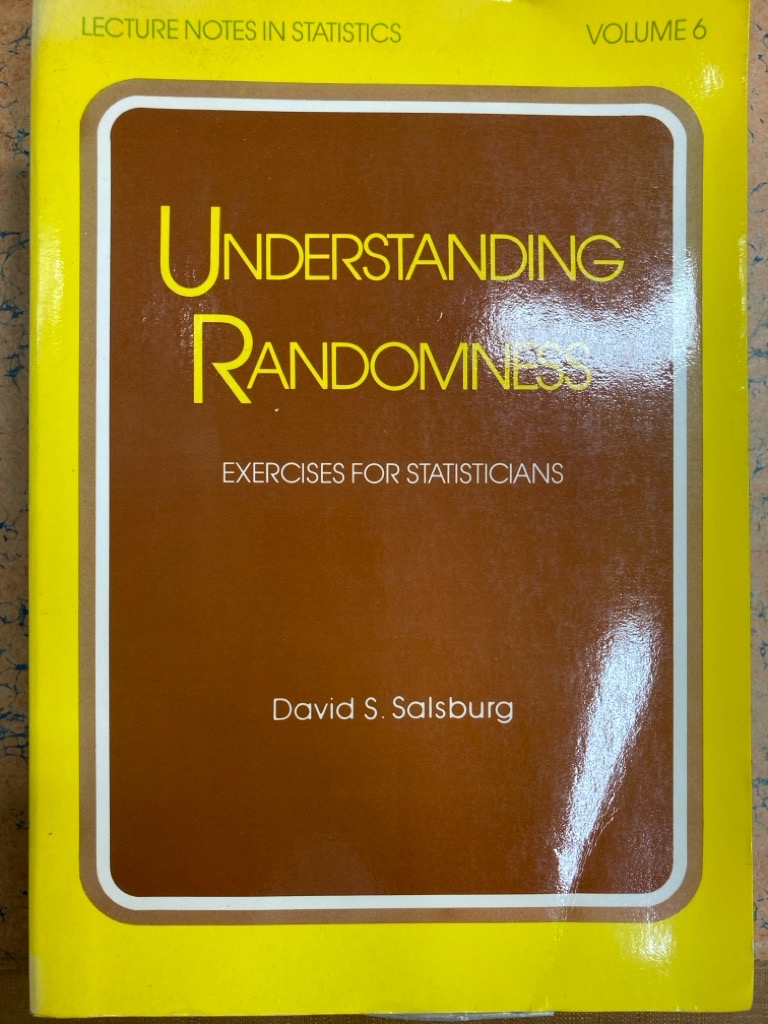 LECTURE NOTES IN STATISTICS VOLUME 6
UNDERSTANDING
RANDOMNESS
EXERCISES FOR STATISTICIANS
David S. Salsburg